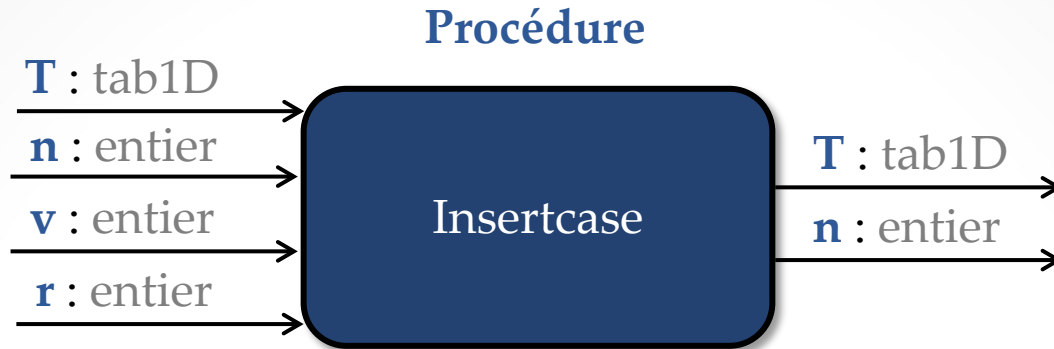 Procédure
T : tab1D
n : entier
v : entier
r : entier
Insertcase
T : tab1D
n : entier